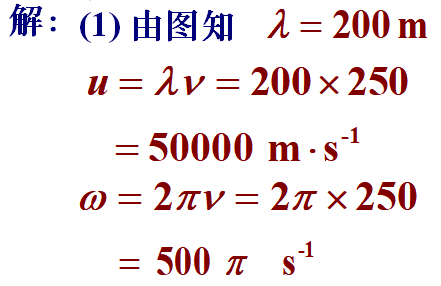 解: (1) 由图知 λ = 200 m
u = λν = 200 × 250
= 50000 m · s⁻¹
ω = 2πν = 2π × 250
= 500 π s⁻¹